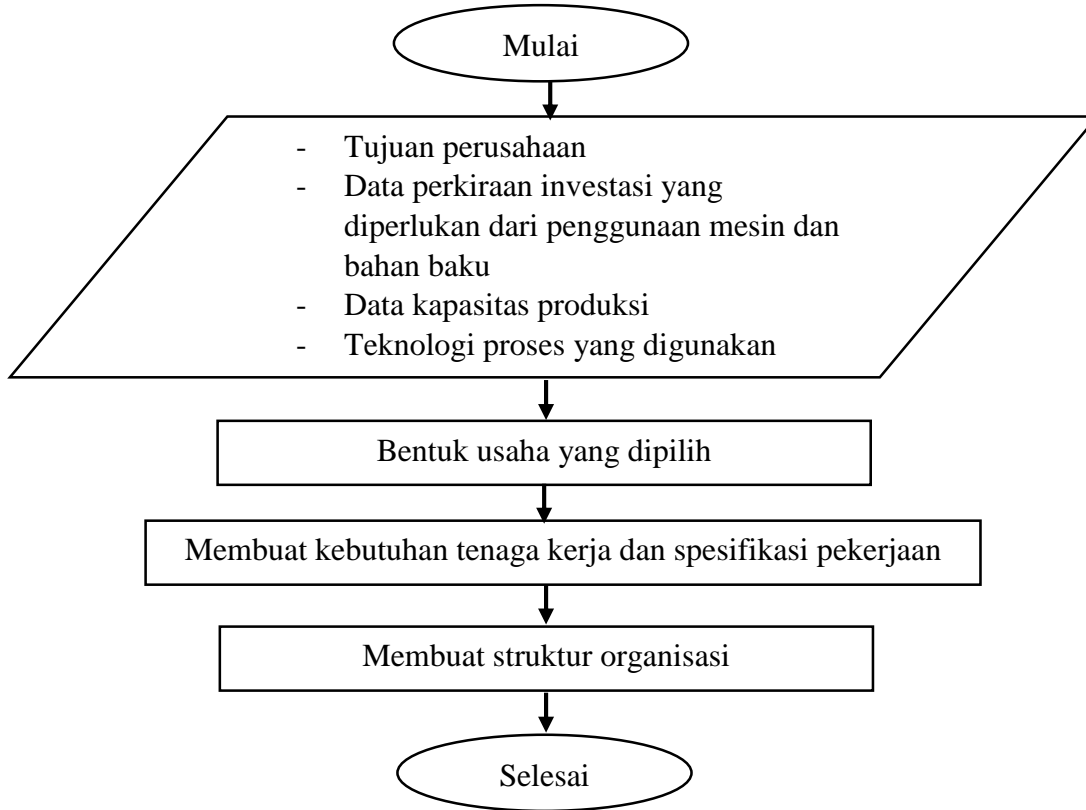 Mulai
- Tujuan perusahaan
- Data perkiraan investasi yang
diperlukan dari penggunaan mesin dan
bahan baku
- Data kapasitas produksi
- Teknologi proses yang digunakan
Bentuk usaha yang dipilih
Membuat kebutuhan tenaga kerja dan spesifikasi pekerjaan
Membuat struktur organisasi
Selesai